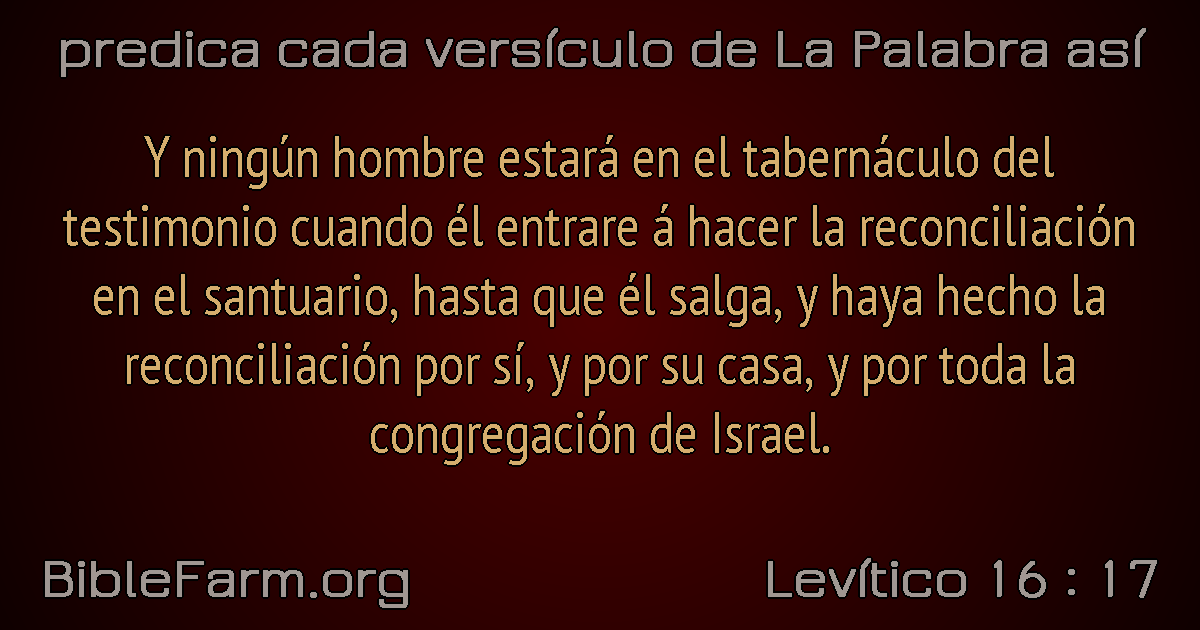 predica cada versículo de La Palabra así
Y ningún hombre estará en el tabernáculo del
testimonio cuando él entrare á hacer la reconciliación
en el santuario, hasta que él salga, y haya hecho la
reconciliación por sí, y por su casa, y por toda la
congregación de Israel.
BibleFarm.org
Levítico 16 : 17